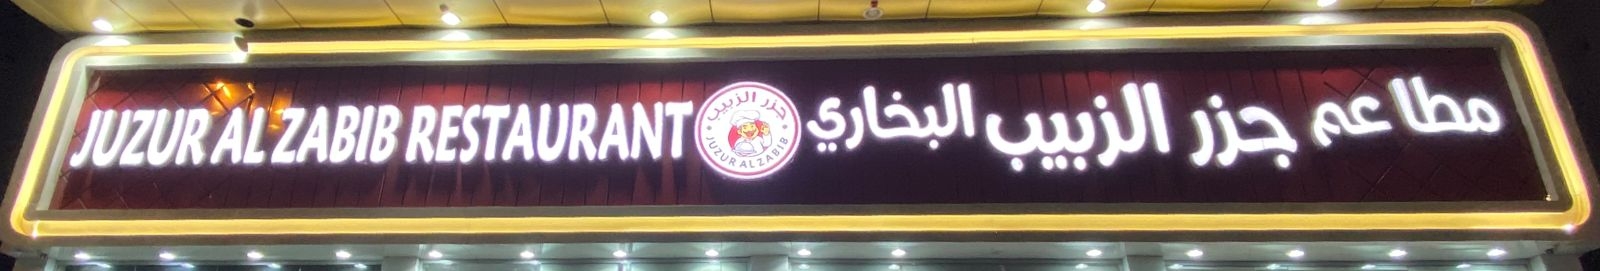 JUZUR AL ZABIB RESTAURANT
جزر الزبيب
JUZUR AL ZABIB
مطاعم جزر الزبيب البخاري